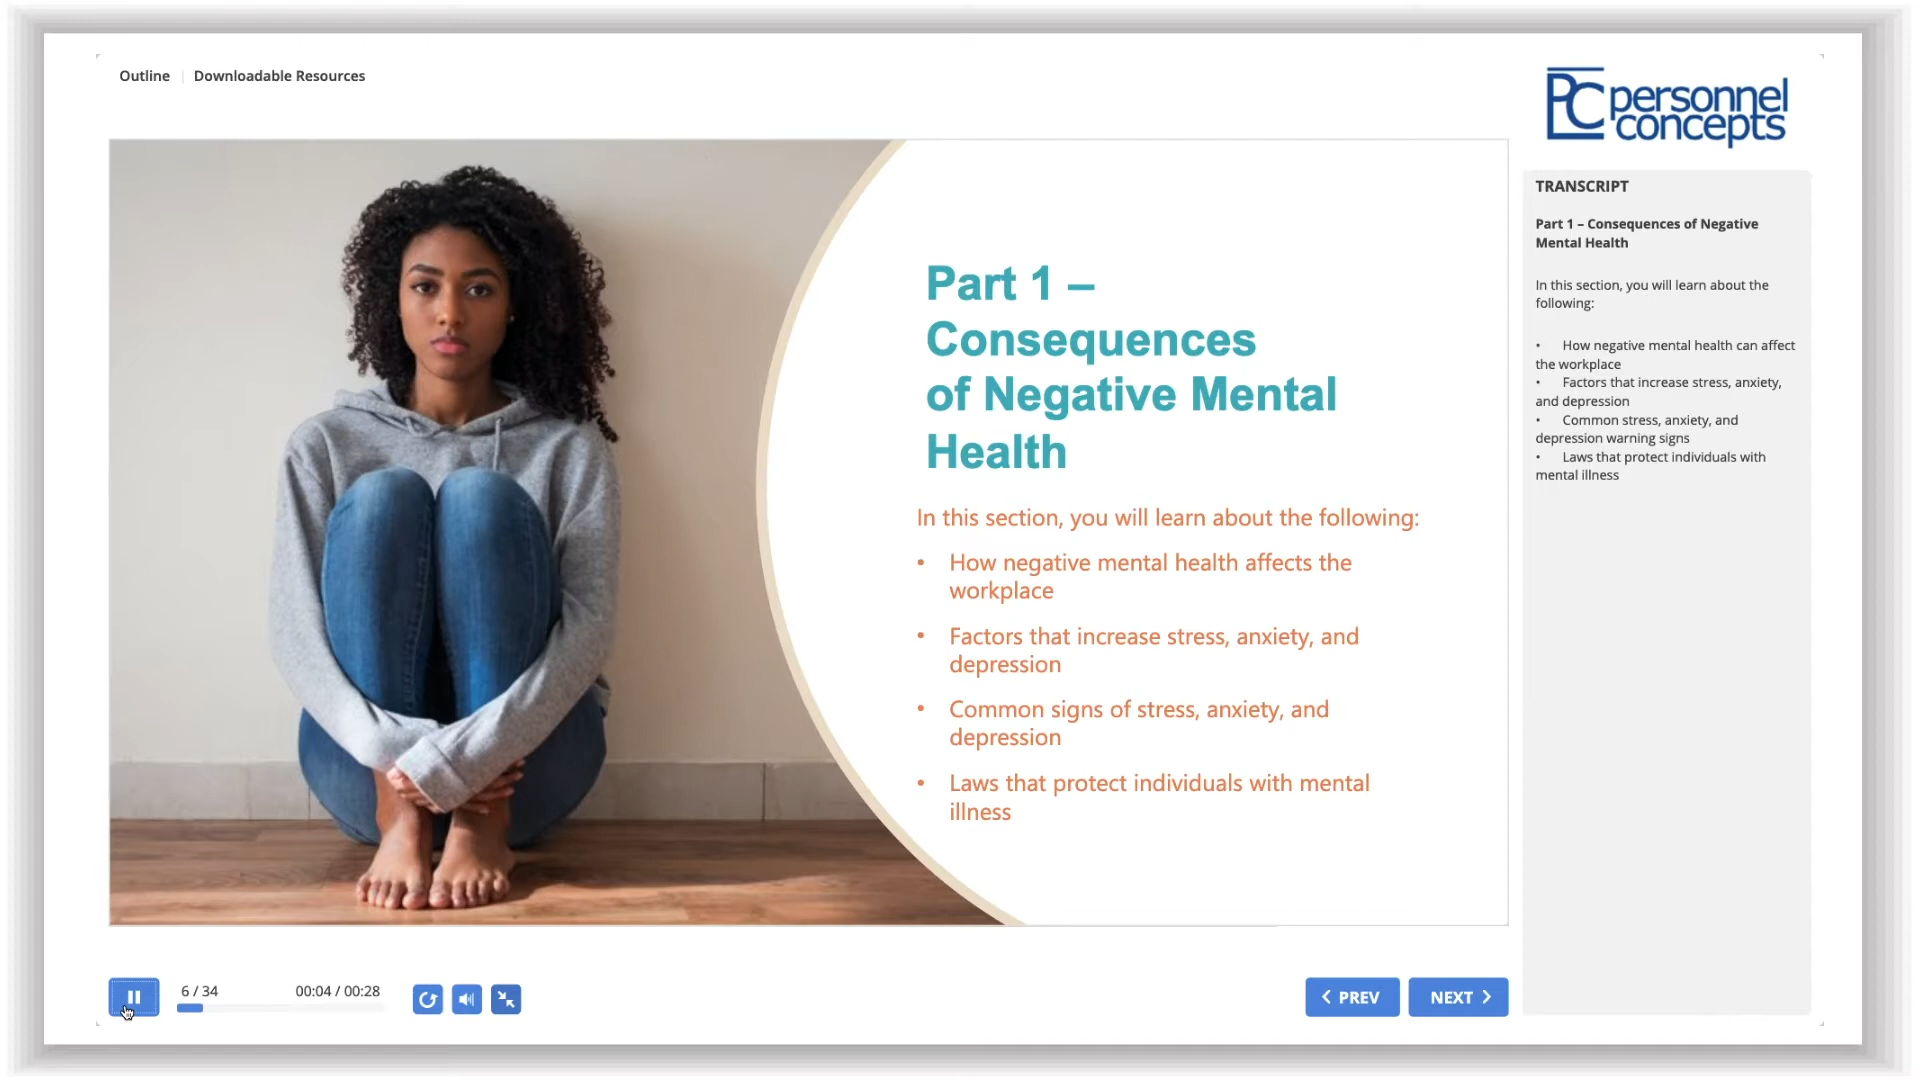 Outline
Downloadable Resources
PC personnel
concepts
Part 1 –
Consequences
of Negative Mental
Health
In this section, you will learn about the following:
• How negative mental health affects the
workplace
• Factors that increase stress, anxiety, and
depression
• Common signs of stress, anxiety, and
depression
• Laws that protect individuals with mental
illness
TRANSCRIPT
Part 1 – Consequences of Negative
Mental Health
In this section, you will learn about the
following:
• How negative mental health can affect
the workplace
• Factors that increase stress, anxiety,
and depression
• Common stress, anxiety, and
depression warning signs
• Laws that protect individuals with
mental illness
6 / 34
00:04 / 00:28
PREV
NEXT